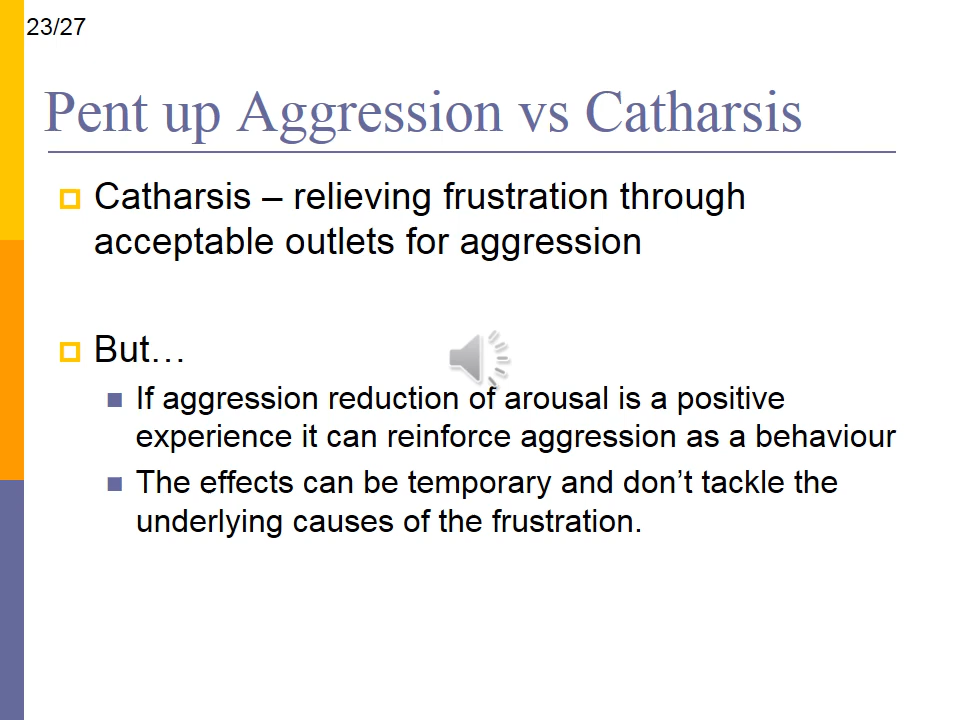 23/27
Pent up Aggression vs Catharsis
Catharsis – relieving frustration through
acceptable outlets for aggression
But…
If aggression reduction of arousal is a positive
experience it can reinforce aggression as a behaviour
The effects can be temporary and don’t tackle the
underlying causes of the frustration.